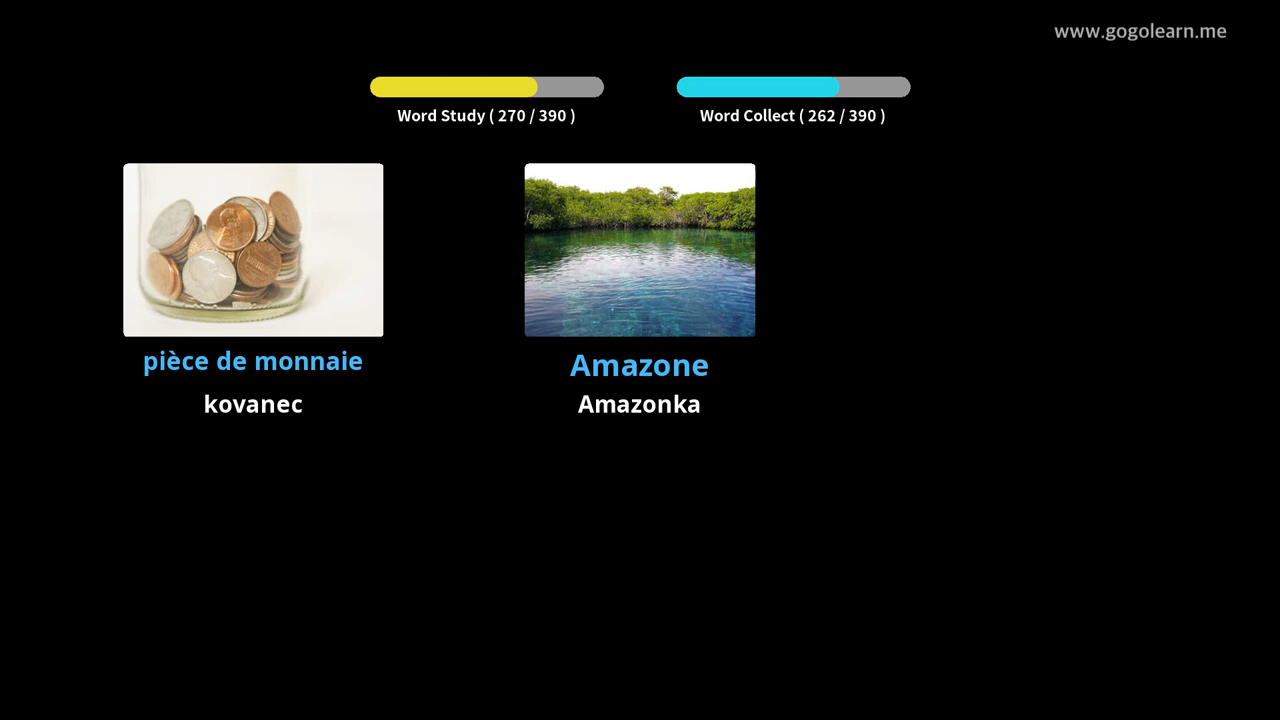 www.gogolearn.me
Word Study ( 270 / 390 )
Word Collect ( 262 / 390 )
pièce de monnaie
kovanec
Amazone
Amazonka